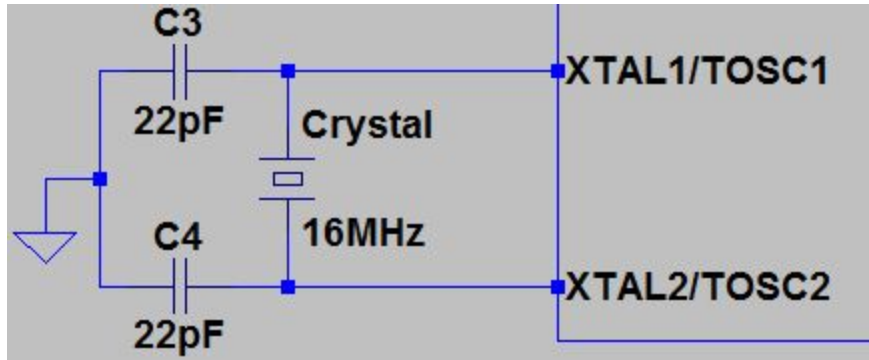 C3
22pF
XTAL1/TOSC1
Crystal
16MHz
C4
22pF
XTAL2/TOSC2